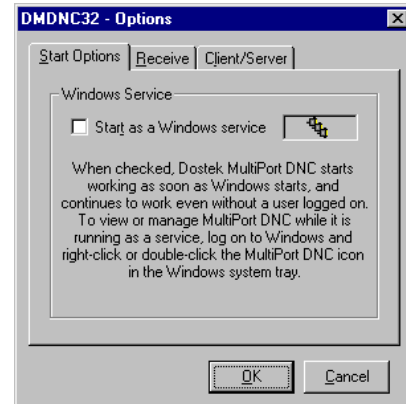 DMDNC32 - Options
Start Options Receive Client/Server
Windows Service
Start as a Windows service
When checked, Dostek MultiPort DNC starts
working as soon as Windows starts, and
continues to work even without a user logged on.
To view or manage MultiPort DNC while it is
running as a service, log on to Windows and
right-click or double-click the MultiPort DNC icon
in the Windows system tray.
OK Cancel